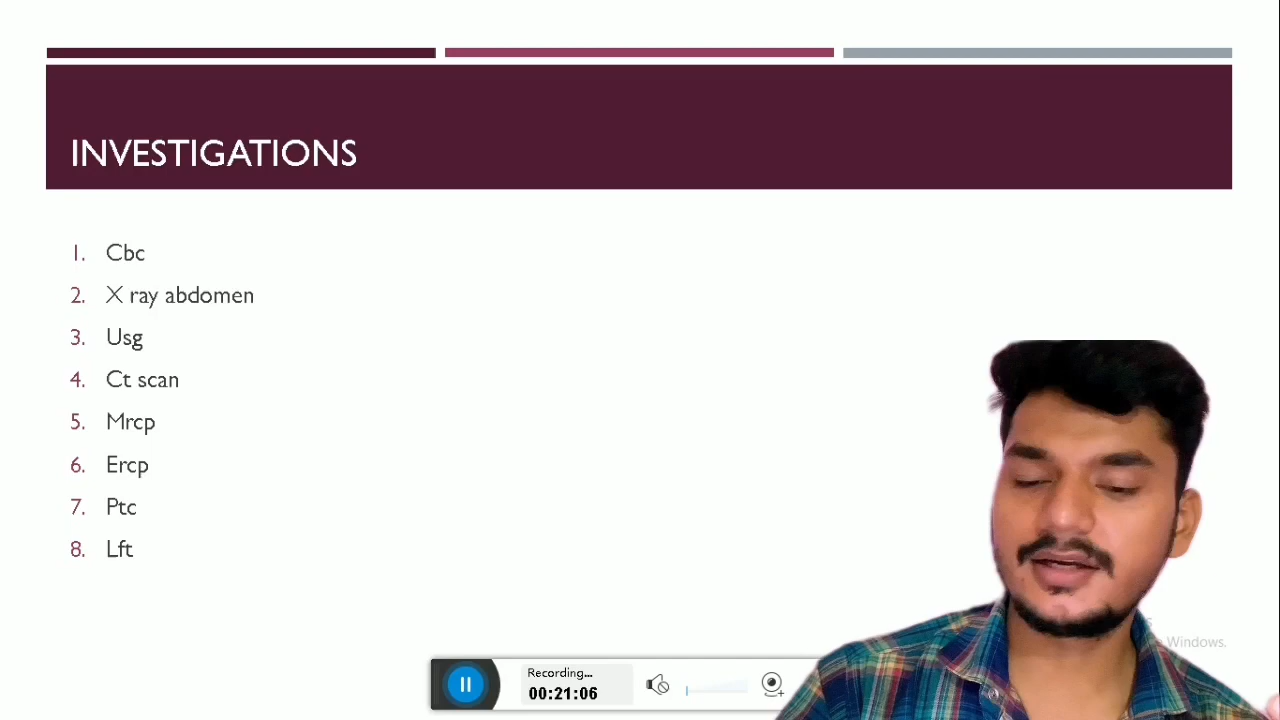 INVESTIGATIONS
1. Cbc
2. X ray abdomen
3. Usg
4. Ct scan
5. Mrcp
6. Ercp
7. Ptc
8. Lft
Windows.
Recording...
00:21:06